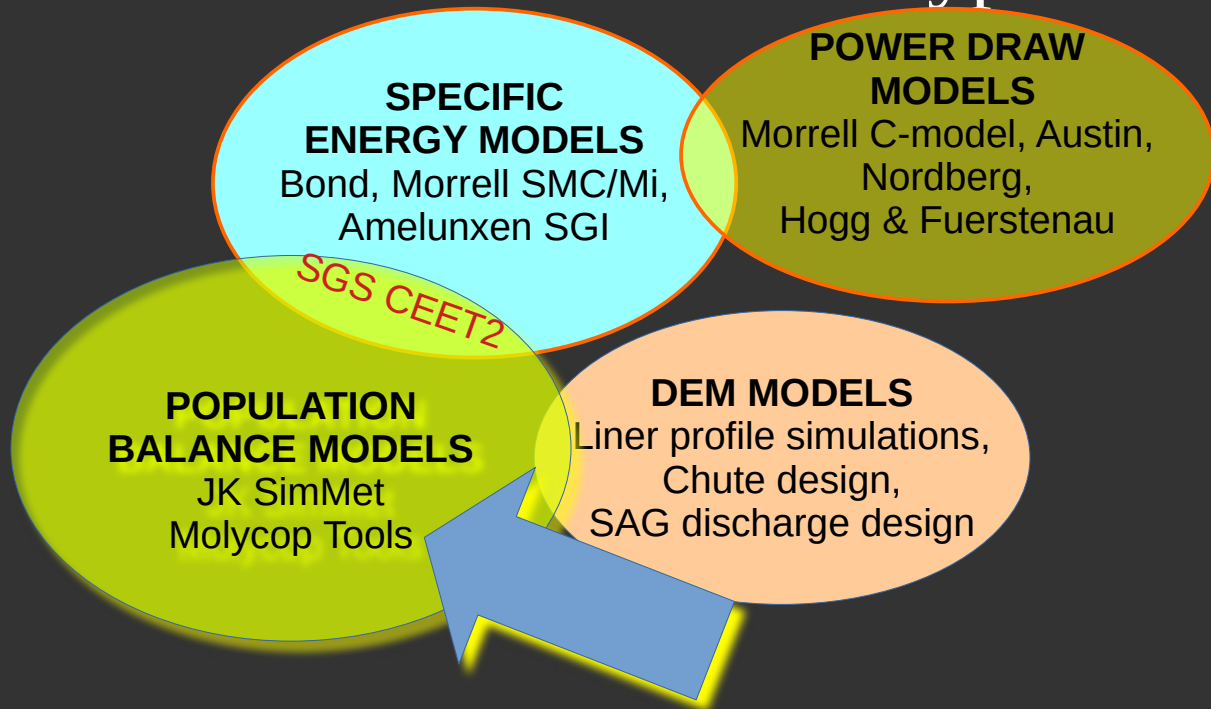 POWER DRAW
MODELS
Morrell C-model, Austin,
Nordberg,
Hogg & Fuerstenau
SPECIFIC
ENERGY MODELS
Bond, Morrell SMC/Mi,
Amelunxen SGI
SGS CEET2
POPULATION
BALANCE MODELS
JK SimMet
Molycop Tools
DEM MODELS
Liner profile simulations,
Chute design,
SAG discharge design